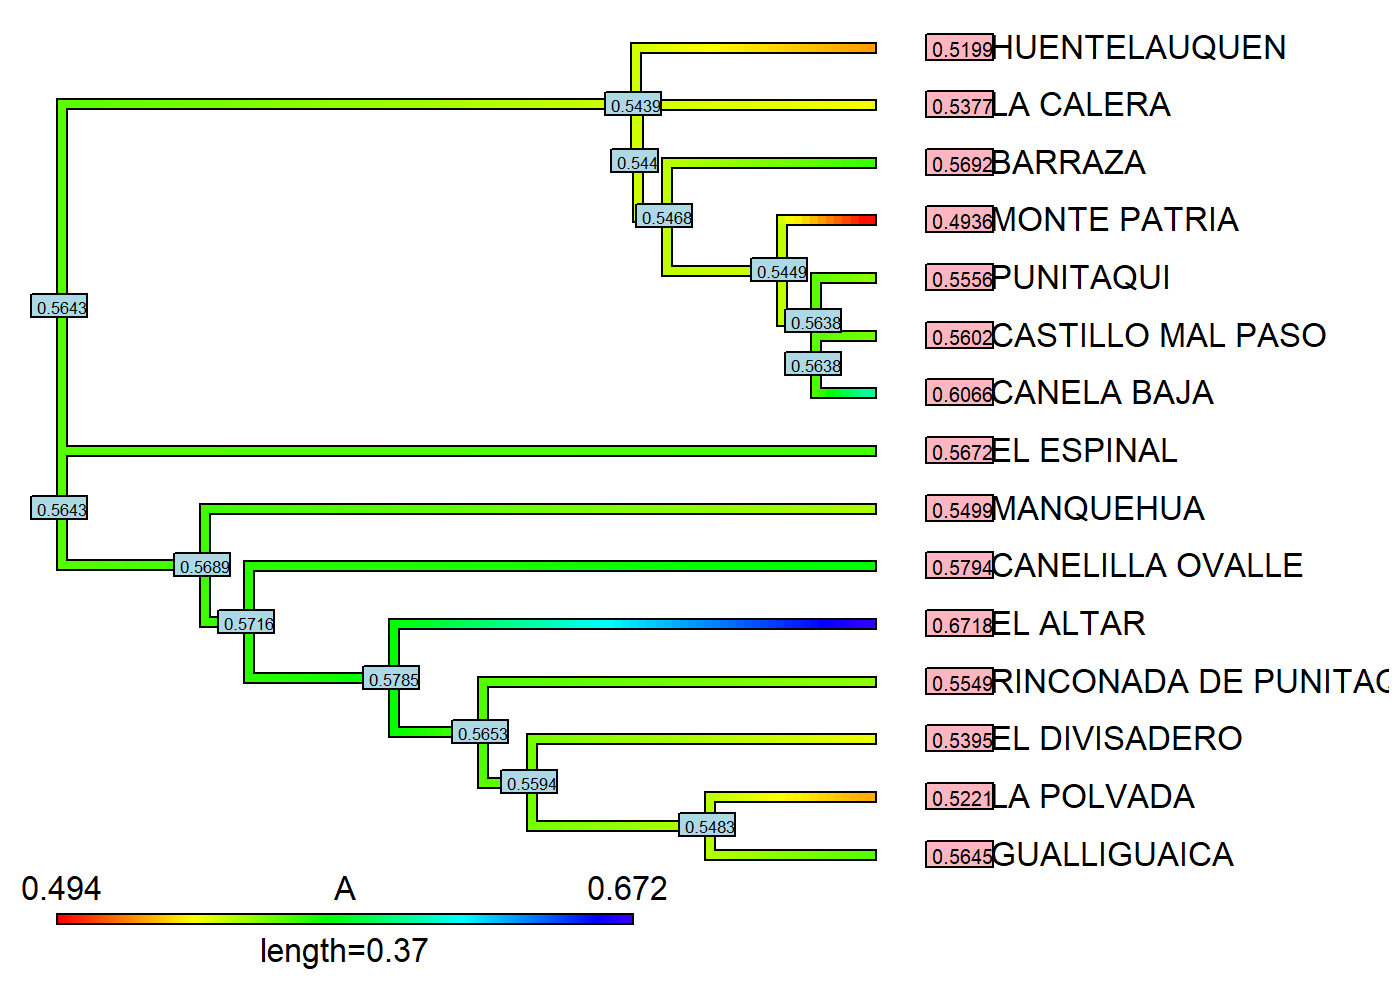 0.5199 HUENTELAUQUEN
0.5439 0.5377 LA CALERA
0.544 0.5692 BARRAZA
0.5468 0.4936 MONTE PATRIA
0.5449 0.5556 PUNITAQUI
0.5643 0.5638 0.5602 CASTILLO MAL PASO
0.5638 0.6066 CANELA BAJA
0.5672 EL ESPINAL
0.5643 0.5499 MANQUEHUA
0.5689 0.5794 CANELILLA OVALLE
0.5716 0.6718 EL ALTAR
0.5785 0.5549 RINCONADA DE PUNITAQ
0.5653 0.5395 EL DIVISADERO
0.5594 0.5221 LA POLVADA
0.5483 0.5645 GUALLIGUAICA
0.494 A 0.672
length=0.37